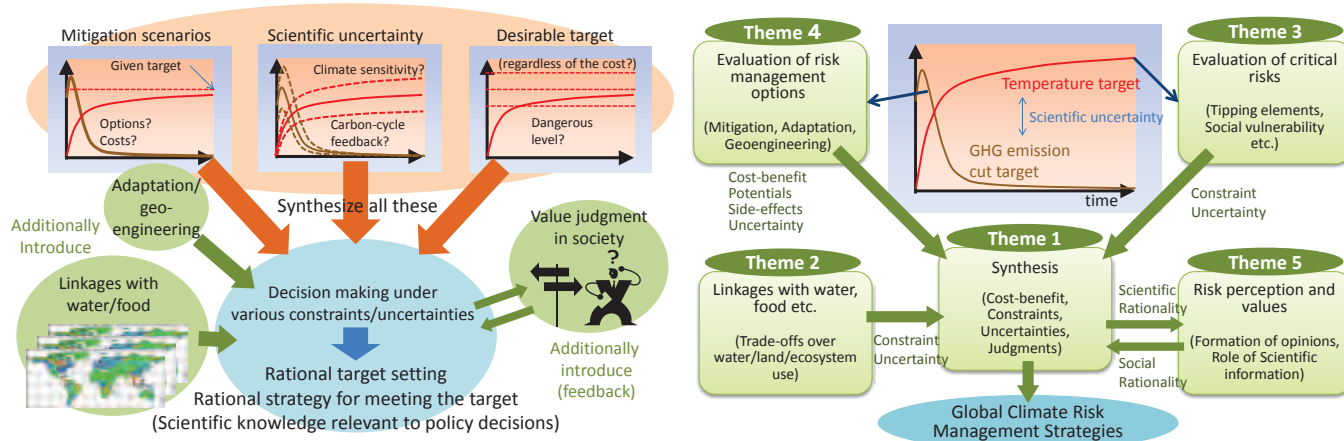 Mitigation scenarios
Given target
Options?
Costs?
Scientific uncertainty
Climate sensitivity?
Carbon-cycle
feedback?
Desirable target
(regardless of the cost?)
Dangerous
level?
Adaptation/
geo-
engineering
Additionally
Introduce
Synthesize all these
Value judgment
in society
?
Linkages with
water/food
Decision making under
various constraints/uncertainties
Additionally
introduce
(feedback)
Rational target setting
Rational strategy for meeting the target
(Scientific knowledge relevant to policy decisions)
Theme 4
Evaluation of risk
management
options
(Mitigation, Adaptation,
Geoengineering)
Cost-benefit
Potentials
Side-effects
Uncertainty
Temperature target
Scientific uncertainty
GHG emission
cut target
time
Theme 3
Evaluation of critical
risks
(Tipping elements,
Social vulnerability
etc.)
Constraint
Uncertainty
Theme 2
Linkages with water,
food etc.
(Trade-offs over
water/land/ecosystem
use)
Constraint
Uncertainty
Theme 1
Synthesis
(Cost-benefit,
Constraints,
Uncertainties,
Judgments)
Scientific
Rationality
Social
Rationality
Theme 5
Risk perception and
values
(Formation of opinions,
Role of Scientific
information)
Global Climate Risk
Management Strategies